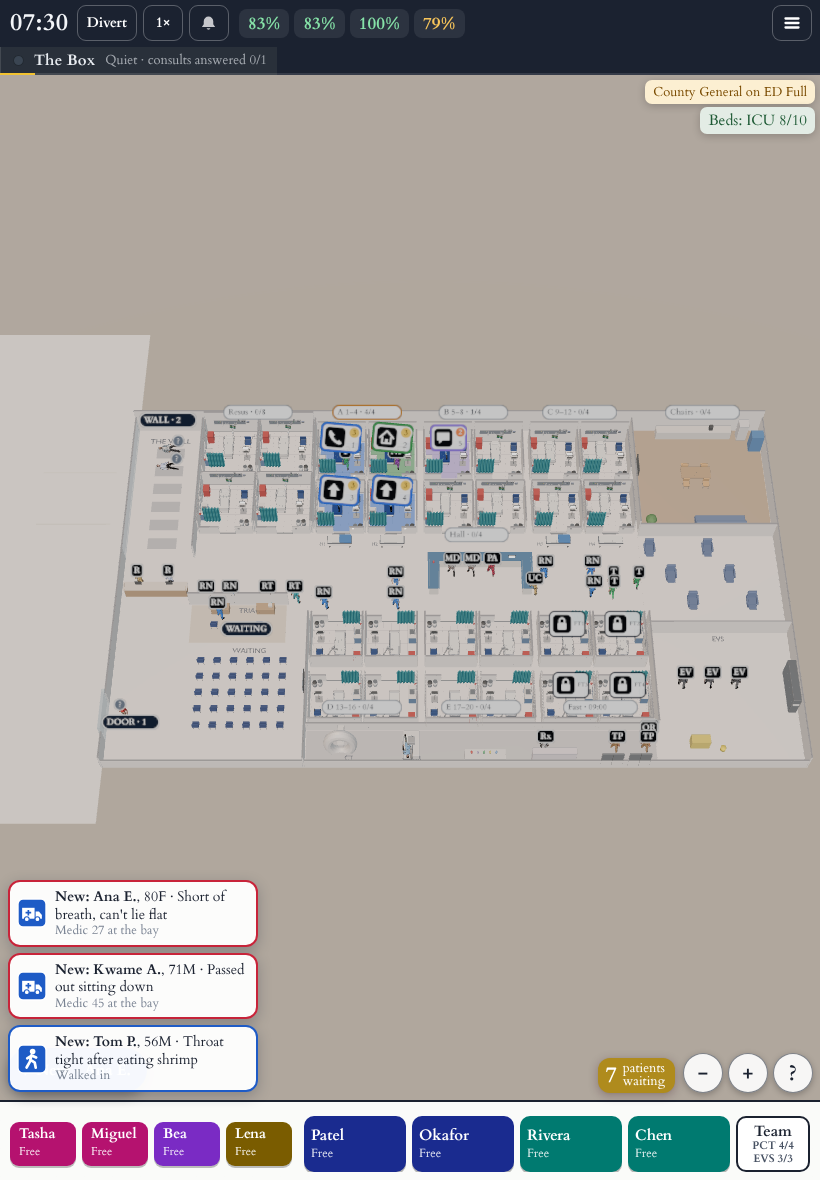 07:30 Divert 1× 83% 83% 100% 79%
The Box Quiet · consults answered 0/1
County General on ED Full
Beds: ICU 8/10
WALL · 2
Resus · 0/8
A 1-4 · 4/4
B 5-8 · 1/4
C 9-12 · 0/4
Chairs · 0/4
Hall · 0/4
MD MD PA
UC
RN
RN
RN
RN
T
T
T
R R
RN RN RT RT
RN
RN
RN
WAITING
WAITING
EVS
EV EV EV
D 13-16 · 0/4
E 17-20 · 0/4
Fast · 09:00
DOOR · 1
Rx
TP
OR
TP
New: Ana E., 80F · Short of
breath, can't lie flat
Medic 27 at the bay
New: Kwame A., 71M · Passed
out sitting down
Medic 45 at the bay
New: Tom P., 56M · Throat
tight after eating shrimp
Walked in
7 patients
waiting
− + ?
Tasha
Free
Miguel
Free
Bea
Free
Lena
Free
Patel
Free
Okafor
Free
Rivera
Free
Chen
Free
Team
PCT 4/4
EVS 3/3